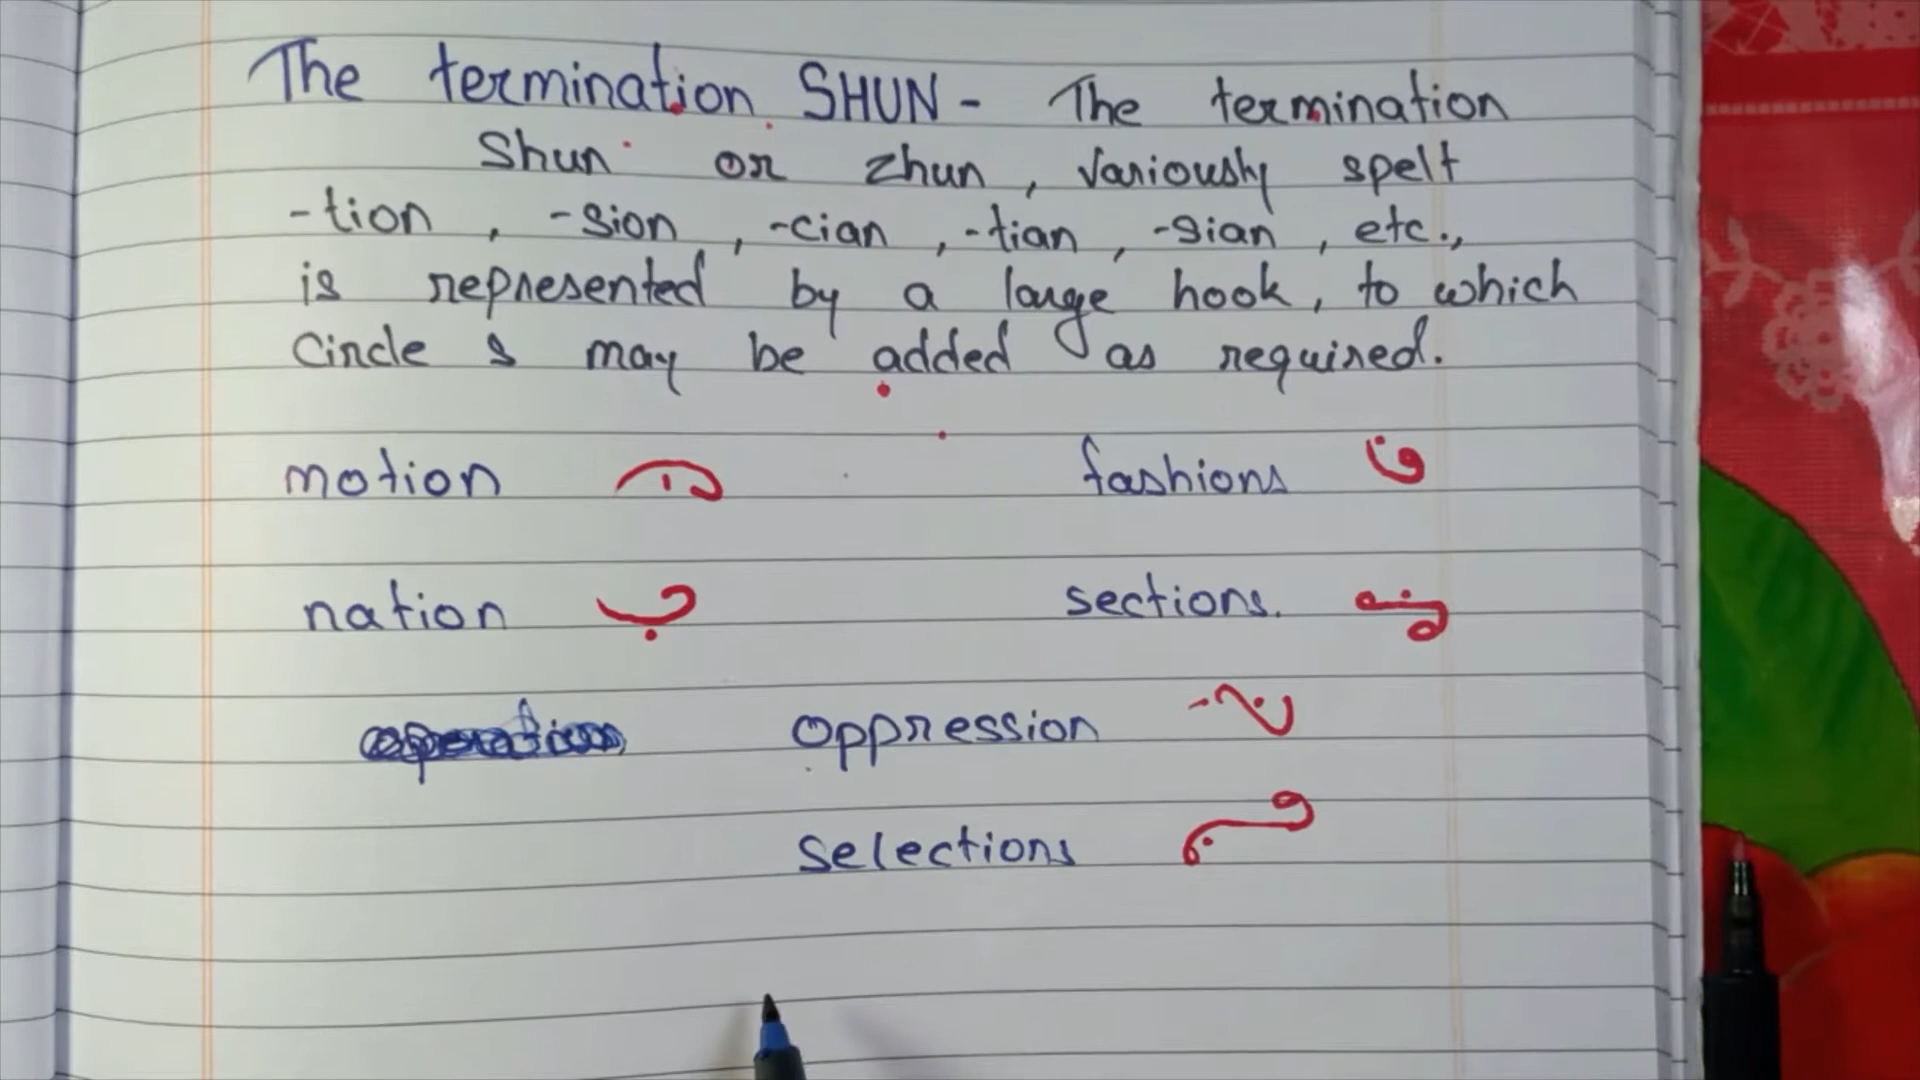 The termination SHUN - The termination
Shun or zhun, variously spelt
-tion, -sion, -cian, -tian, -sian, etc.,
is represented by a large hook, to which
Circle s may be added as required.
motion fashions
nation sections.
oppression
selections